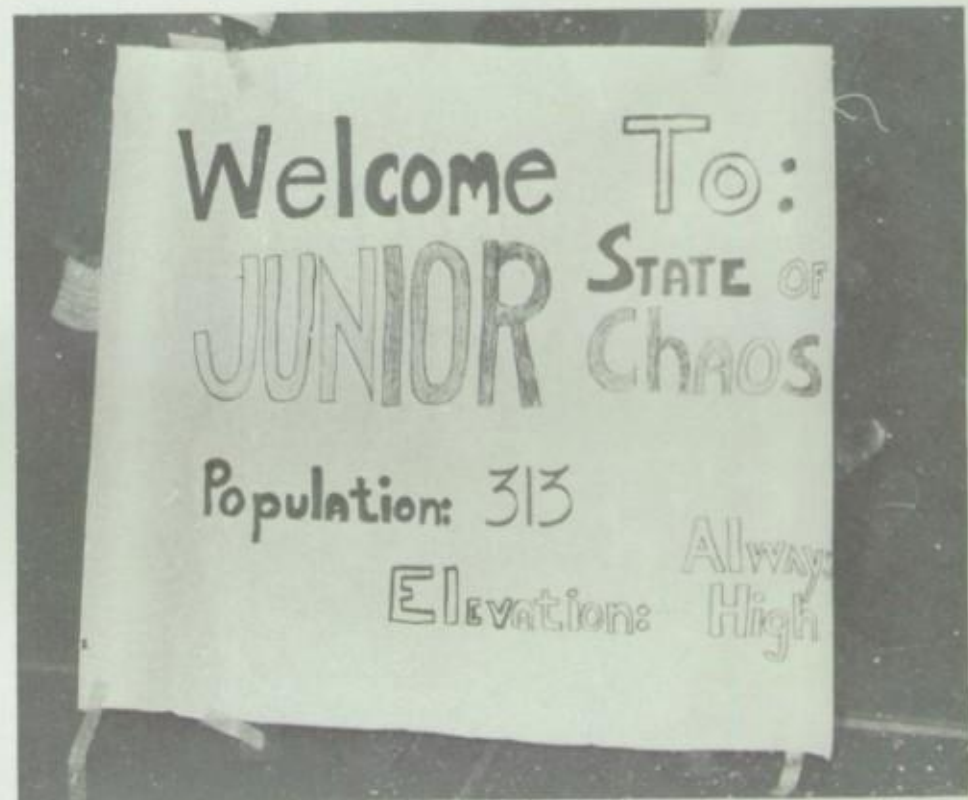 Welcome To:
JUNIOR STATE OF
CHAOS
Population: 313
Always
Elevation: High